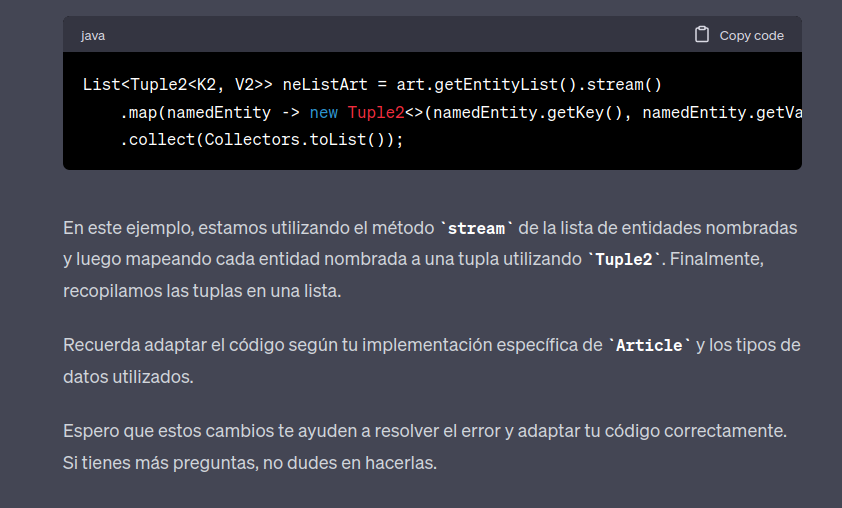 java
Copy code
List<Tuple2<K2, V2>> neListArt = art.getEntityList().stream()
.map(namedEntity -> new Tuple2<>(namedEntity.getKey(), namedEntity.getVa
.collect(Collectors.toList());
En este ejemplo, estamos utilizando el método `stream` de la lista de entidades nombradas
y luego mapeando cada entidad nombrada a una tupla utilizando `Tuple2`. Finalmente,
recopilamos las tuplas en una lista.
Recuerda adaptar el código según tu implementación específica de `Article` y los tipos de
datos utilizados.
Espero que estos cambios te ayuden a resolver el error y adaptar tu código correctamente.
Si tienes más preguntas, no dudes en hacerlas.